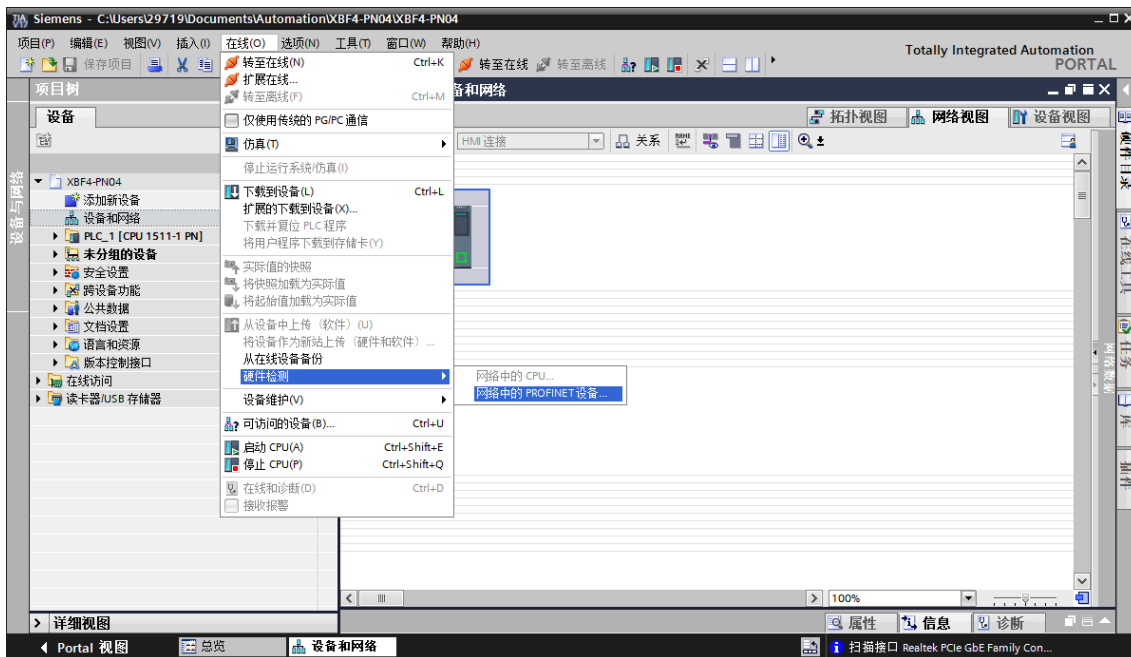 Siemens - C:\Users\29719\Documents\Automation\XBF4-PN04\XBF4-PN04
项目(P) 编辑(E) 视图(V) 插入(I) 在线(O) 选项(N) 工具(T) 窗口(W) 帮助(H)
Totally Integrated Automation
PORTAL
保存项目
转至在线 转至离线
项目树
备和网络
设备
拓扑视图 网络视图 设备视图
HMI 连接
关系
XBF4-PN04
添加新设备
设备和网络
PLC_1 [CPU 1511-1 PN]
未分组的设备
安全设置
跨设备功能
公共数据
文档设置
语言和资源
版本控制接口
在线访问
读卡器/USB 存储器
转至在线(N) Ctrl+K
扩展在线...
转至离线(F) Ctrl+M
仅使用传统的 PG/PC 通信
仿真(T)
停止运行系统/仿真(I)
下载到设备(L) Ctrl+L
扩展的下载到设备(X)...
下载并复位 PLC 程序
将用户程序下载到存储卡(Y)
实际值的快照
将快照加载为实际值
将起始值加载为实际值
从设备中上传（软件）(U)
将设备作为新站上传（硬件和软件）...
从在线设备备份
硬件检测
网络中的 CPU...
网络中的 PROFINET 设备...
设备维护(V)
可访问的设备(B)... Ctrl+U
启动 CPU(A) Ctrl+Shift+E
停止 CPU(P) Ctrl+Shift+Q
在线和诊断(D) Ctrl+D
接收报警
设备与网络
网络数据
硬件目录
在线工具
任务
库
插件
100%
详细视图
属性 信息 诊断
Portal 视图 总览 设备和网络
扫描接口 Realtek PCIe GbE Family Con...